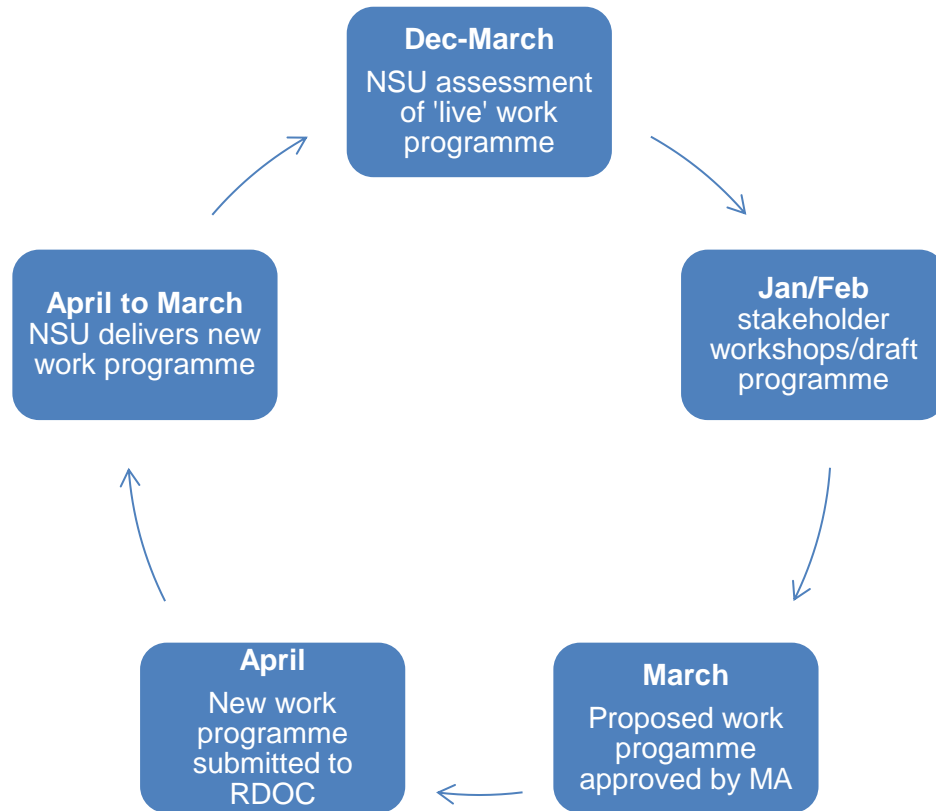 Dec-March
NSU assessment
of 'live' work
programme
Jan/Feb
stakeholder
workshops/draft
programme
March
Proposed work
progamme
approved by MA
April
New work
programme
submitted to
RDOC
April to March
NSU delivers new
work programme